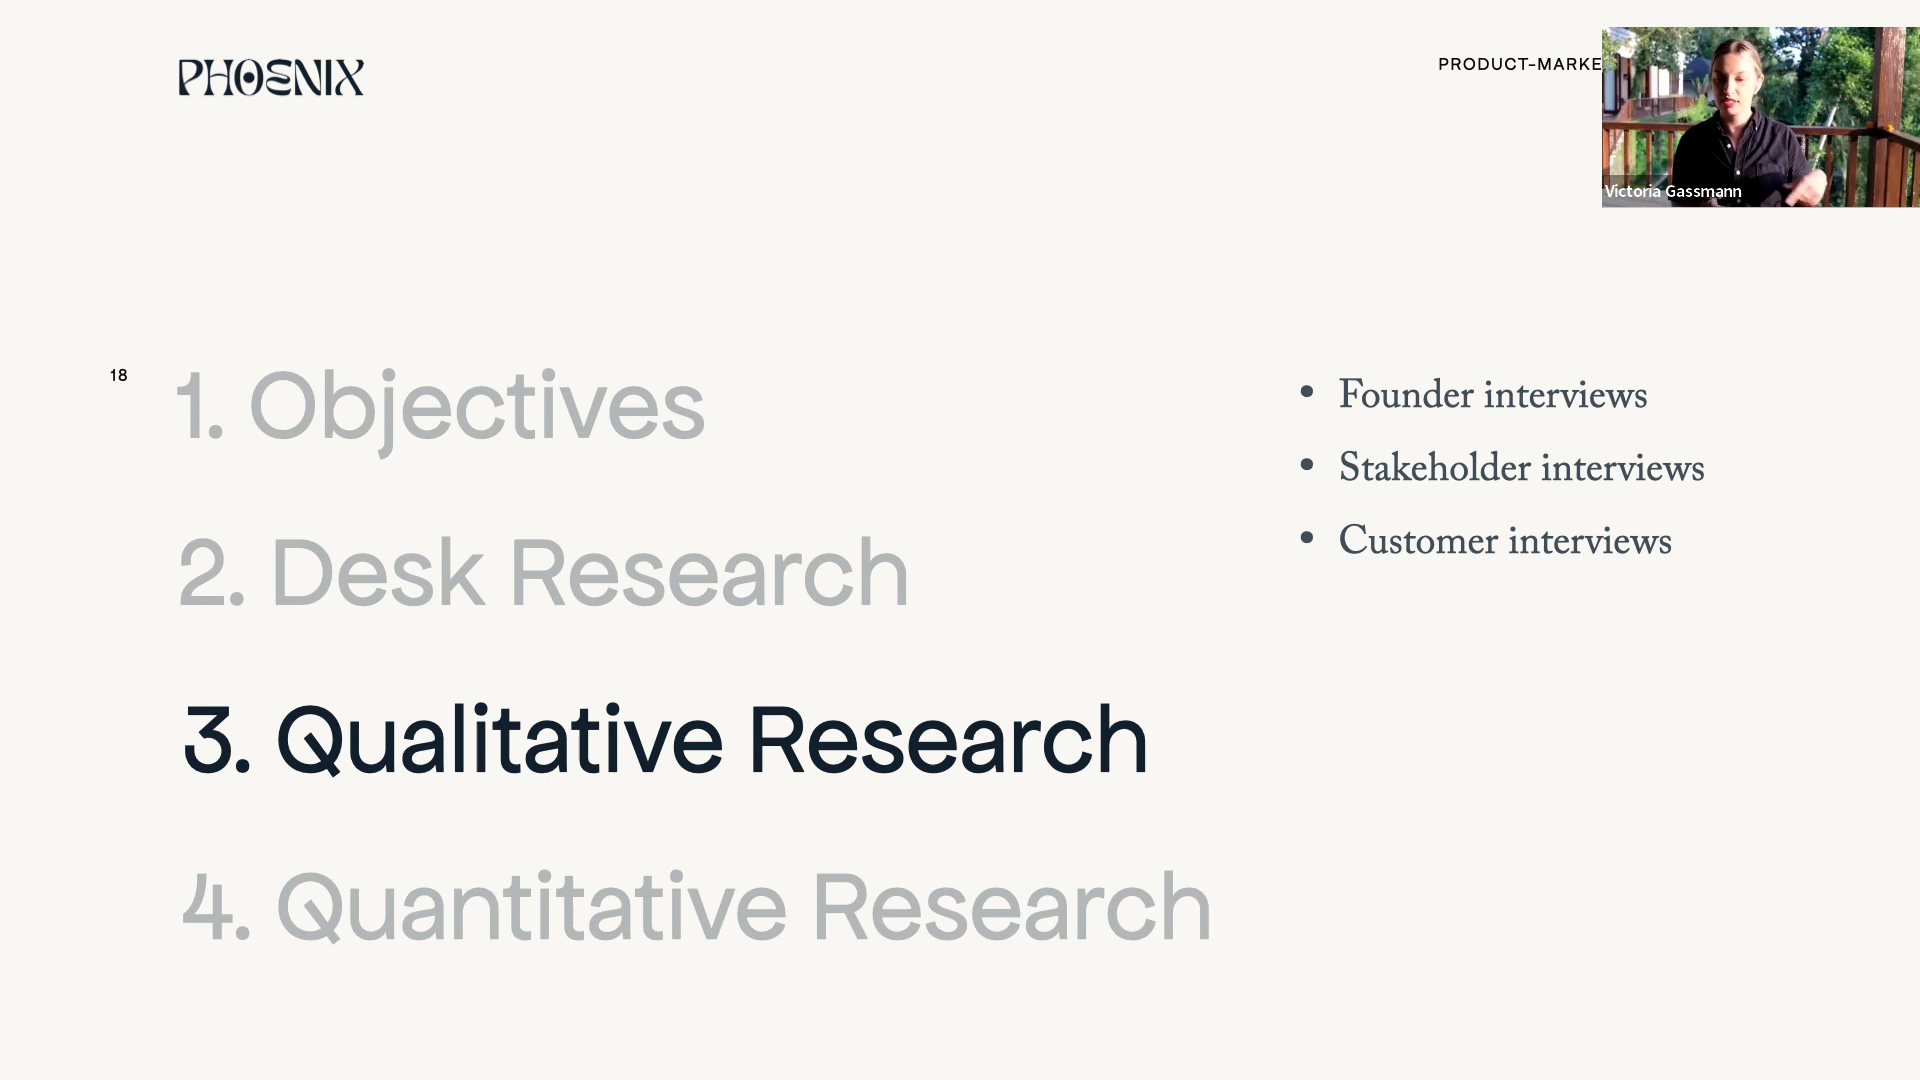 PHOENIX
PRODUCT-MARKE
Victoria Gassmann
18
1. Objectives
2. Desk Research
3. Qualitative Research
4. Quantitative Research
• Founder interviews
• Stakeholder interviews
• Customer interviews